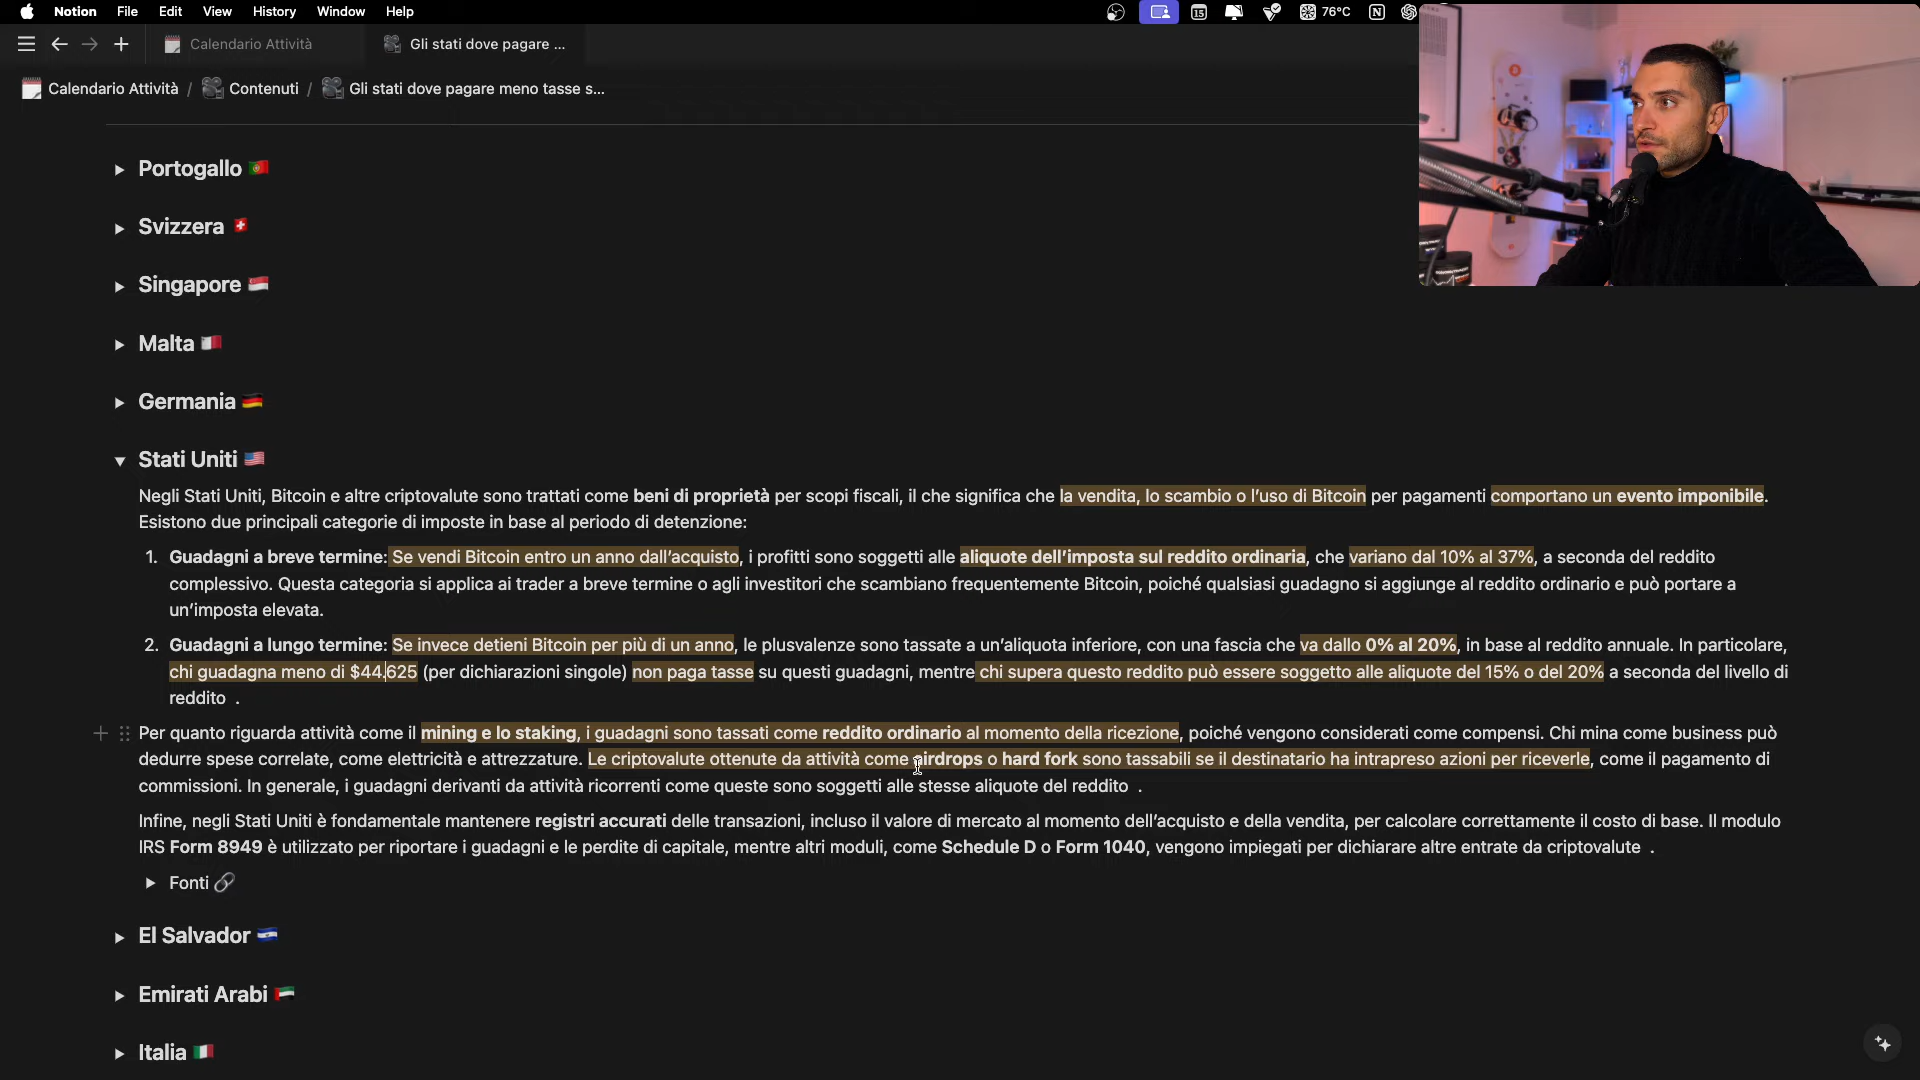 Notion File Edit View History Window Help
15 76°C
Calendario Attività Gli stati dove pagare ...
Calendario Attività / Contenuti / Gli stati dove pagare meno tasse s...
Portogallo
Svizzera
Singapore
Malta
Germania
Stati Uniti
Negli Stati Uniti, Bitcoin e altre criptovalute sono trattati come beni di proprietà per scopi fiscali, il che significa che la vendita, lo scambio o l'uso di Bitcoin per pagamenti comportano un evento imponibile.
Esistono due principali categorie di imposte in base al periodo di detenzione:
1. Guadagni a breve termine: Se vendi Bitcoin entro un anno dall'acquisto, i profitti sono soggetti alle aliquote dell'imposta sul reddito ordinaria, che variano dal 10% al 37%, a seconda del reddito
complessivo. Questa categoria si applica ai trader a breve termine o agli investitori che scambiano frequentemente Bitcoin, poiché qualsiasi guadagno si aggiunge al reddito ordinario e può portare a
un'imposta elevata.
2. Guadagni a lungo termine: Se invece detieni Bitcoin per più di un anno, le plusvalenze sono tassate a un'aliquota inferiore, con una fascia che va dallo 0% al 20%, in base al reddito annuale. In particolare,
chi guadagna meno di $44.625 (per dichiarazioni singole) non paga tasse su questi guadagni, mentre chi supera questo reddito può essere soggetto alle aliquote del 15% o del 20% a seconda del livello di
reddito .
Per quanto riguarda attività come il mining e lo staking, i guadagni sono tassati come reddito ordinario al momento della ricezione, poiché vengono considerati come compensi. Chi mina come business può
dedurre spese correlate, come elettricità e attrezzature. Le criptovalute ottenute da attività come airdrops o hard fork sono tassabili se il destinatario ha intrapreso azioni per riceverle, come il pagamento di
commissioni. In generale, i guadagni derivanti da attività ricorrenti come queste sono soggetti alle stesse aliquote del reddito .
Infine, negli Stati Uniti è fondamentale mantenere registri accurati delle transazioni, incluso il valore di mercato al momento dell'acquisto e della vendita, per calcolare correttamente il costo di base. Il modulo
IRS Form 8949 è utilizzato per riportare i guadagni e le perdite di capitale, mentre altri moduli, come Schedule D o Form 1040, vengono impiegati per dichiarare altre entrate da criptovalute .
Fonti
El Salvador
Emirati Arabi
Italia